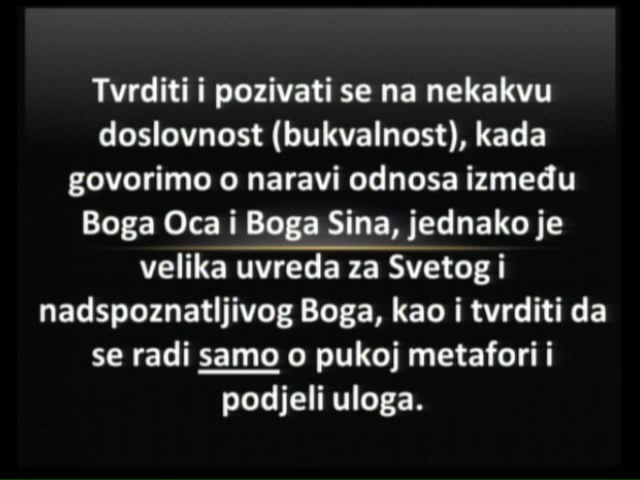 Tvrditi i pozivati se na nekakvu
doslovnost (bukvalnost), kada
govorimo o naravi odnosa između
Boga Oca i Boga Sina, jednako je
velika uvreda za Svetog i
nadspoznatljivog Boga, kao i tvrditi da
se radi samo o pukoj metafori i
podjeli uloga.